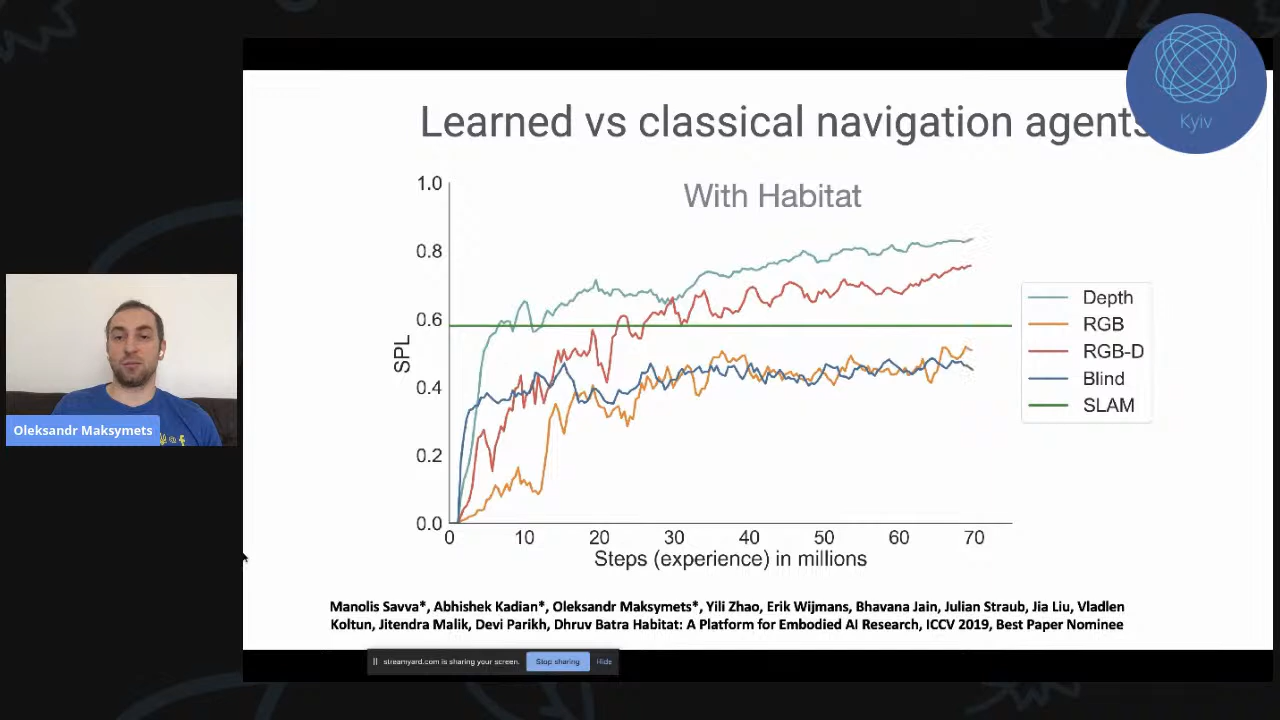 Learned vs classical navigation agents
Kyiv
With Habitat
1.0
0.8
0.6
0.4
0.2
0.0
SPL
0 10 20 30 40 50 60 70
Steps (experience) in millions
Depth
RGB
RGB-D
Blind
SLAM
Oleksandr Maksymets
Manolis Savva*, Abhishek Kadian*, Oleksandr Maksymets*, Yili Zhao, Erik Wijmans, Bhavana Jain, Julian Straub, Jia Liu, Vladlen
Koltun, Jitendra Malik, Devi Parikh, Dhruv Batra Habitat: A Platform for Embodied AI Research, ICCV 2019, Best Paper Nominee
streamyard.com is sharing your screen. Stop sharing Hide